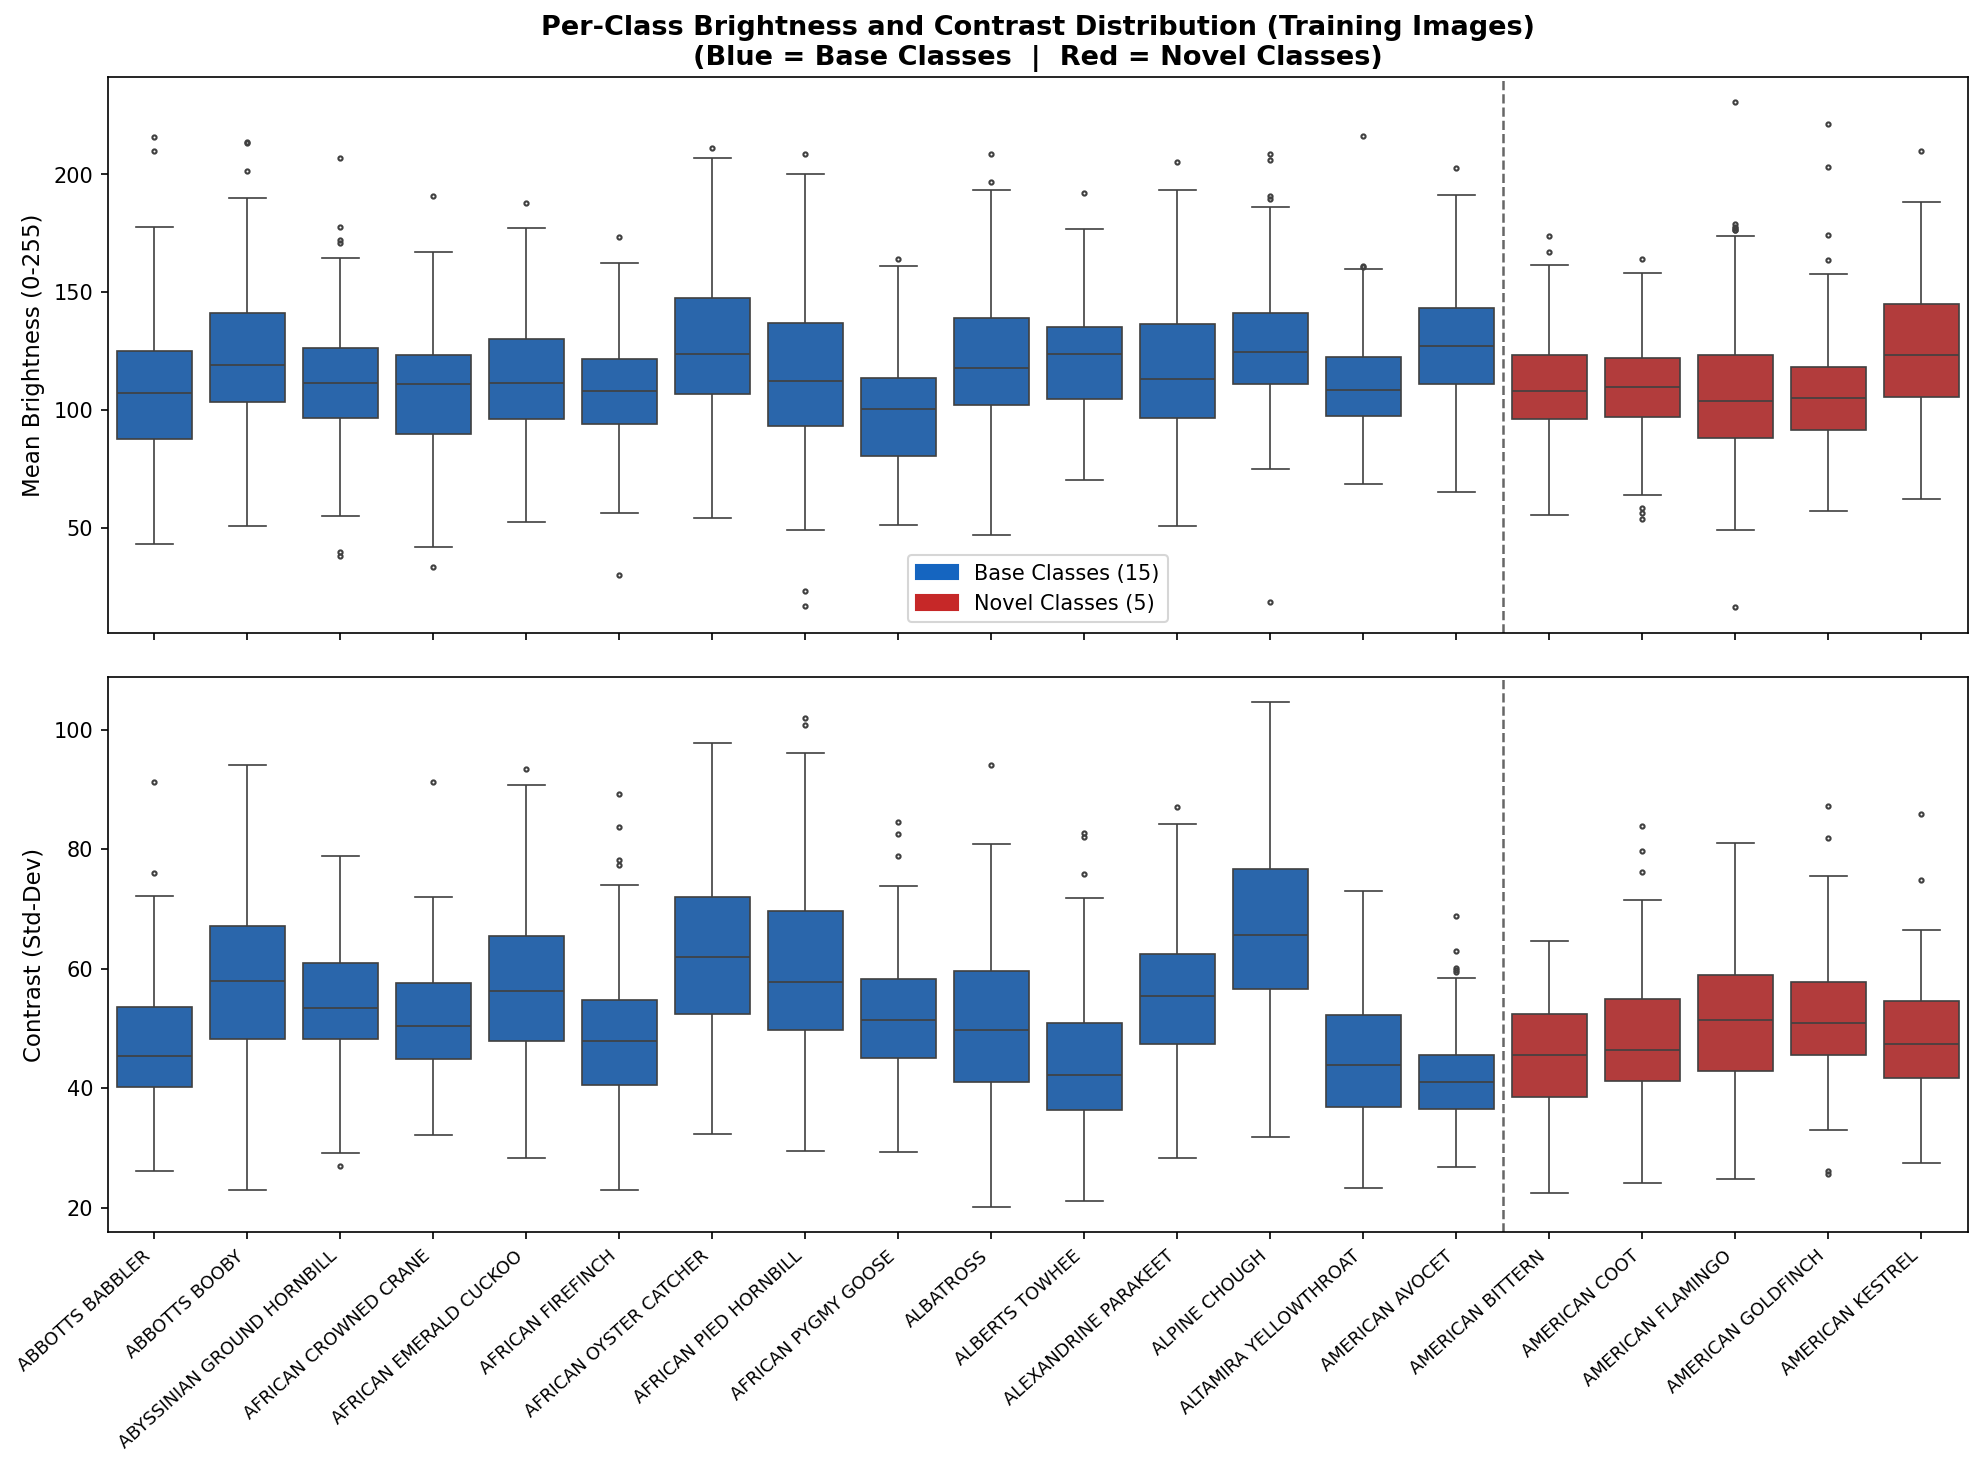 Per-Class Brightness and Contrast Distribution (Training Images)
(Blue = Base Classes | Red = Novel Classes)
Mean Brightness (0-255)
200
150
100
50
Base Classes (15)
Novel Classes (5)
Contrast (Std-Dev)
100
80
60
40
20
ABBOTTS BABBLER
ABBOTTS BOOBY
ABYSSINIAN GROUND HORNBILL
AFRICAN CROWNED CRANE
AFRICAN EMERALD CUCKOO
AFRICAN FIREFINCH
AFRICAN OYSTER CATCHER
AFRICAN PIED HORNBILL
AFRICAN PYGMY GOOSE
ALBATROSS
ALBERTS TOWHEE
ALEXANDRINE PARAKEET
ALPINE CHOUGH
ALTAMIRA YELLOWTHROAT
AMERICAN AVOCET
AMERICAN BITTERN
AMERICAN COOT
AMERICAN FLAMINGO
AMERICAN GOLDFINCH
AMERICAN KESTREL